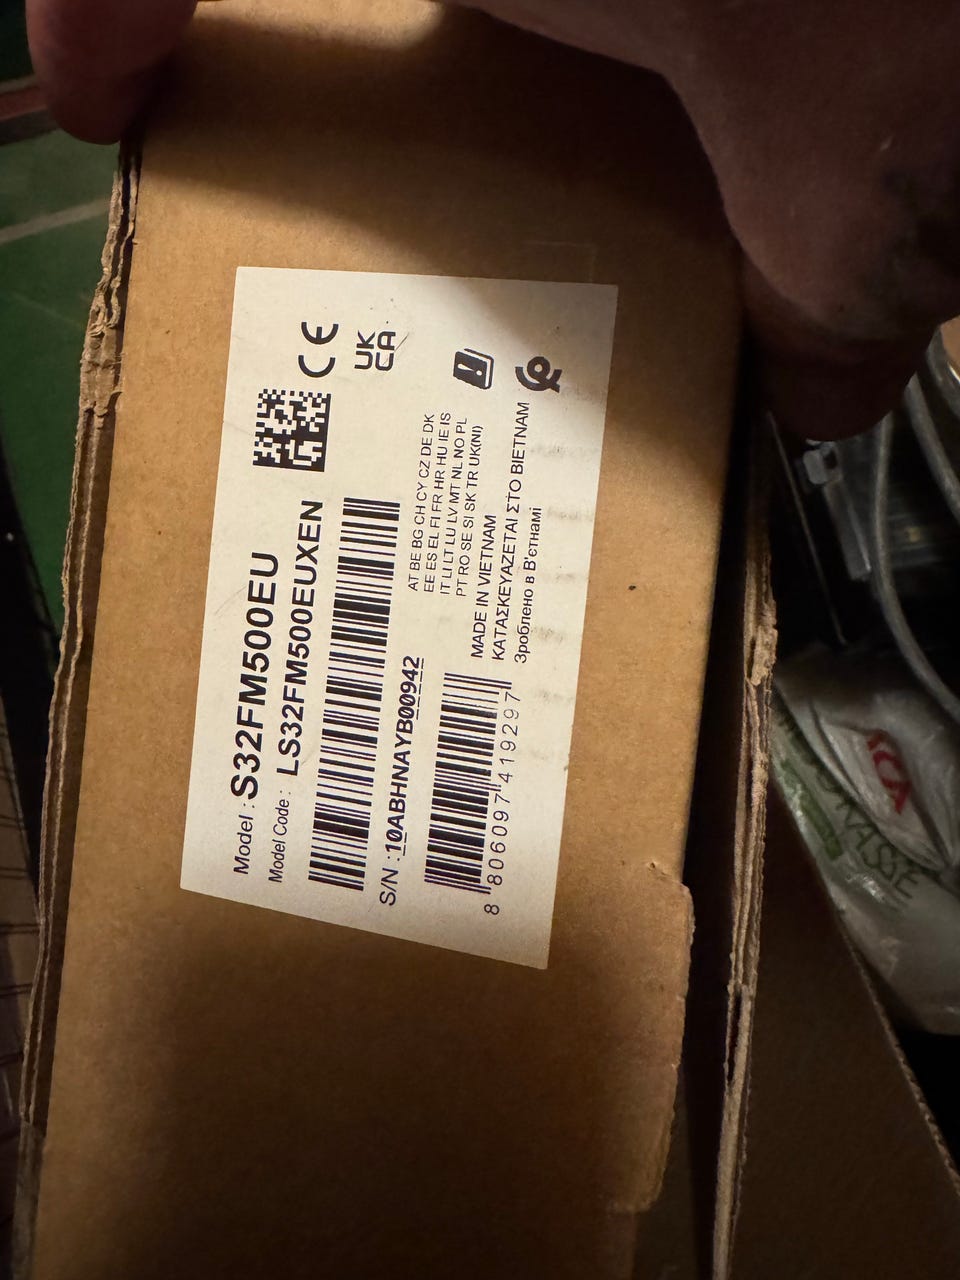 Model : S32FM500EU
Model Code : LS32FM500EUXEN
S/N : 10ABHNAYB00942
8 806097 419297
AT BE BG CH CY CZ DE DK
EE ES EL FI FR HR HU IE IS
IT LI LT LU LV MT NL NO PL
PT RO SE SI SK TR UK(NI)
MADE IN VIETNAM
ΚΑΤΑΣΚΕΥΑΖΕΤΑΙ ΣΤΟ ΒΙΕΤΝΑΜ
Зроблено в В'єтнамі
CE
UK
CA